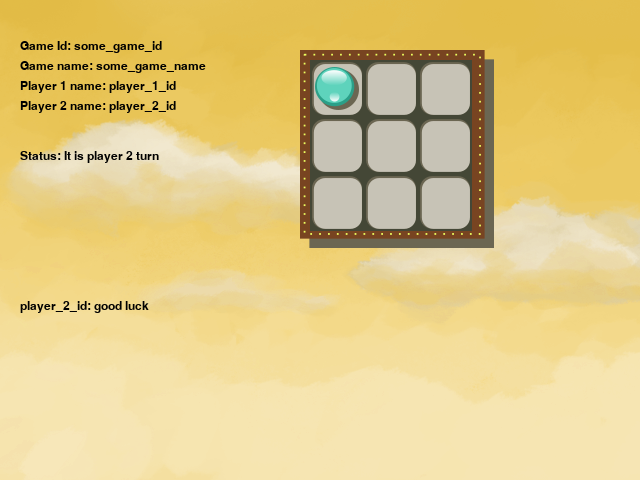 Game Id: some_game_id
Game name: some_game_name
Player 1 name: player_1_id
Player 2 name: player_2_id
Status: It is player 2 turn
player_2_id: good luck